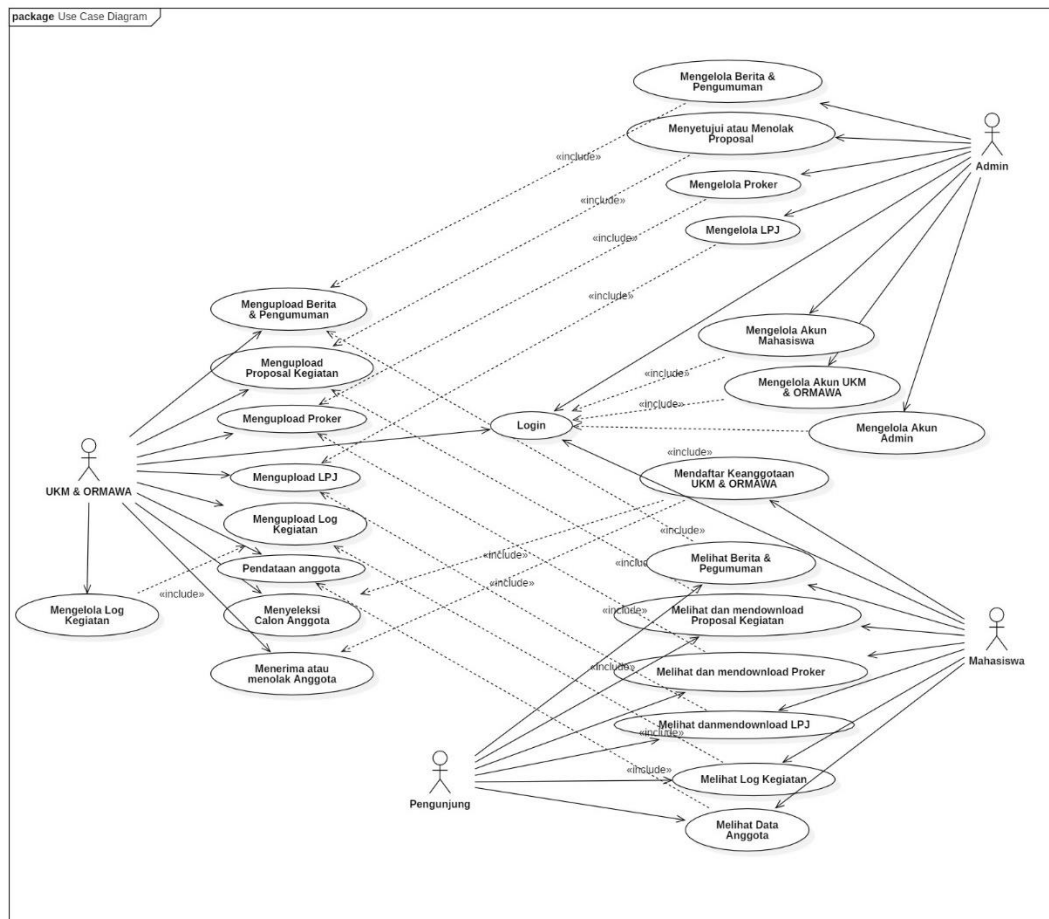 package Use Case Diagram
Mengelola Berita &
Pengumuman
Menyetujui atau Menolak
Proposal
Admin
«include»
Mengelola Proker
«include»
Mengelola LPJ
«include»
«include»
Mengupload Berita
& Pengumuman
Mengelola Akun
Mahasiswa
Mengupload
Proposal Kegiatan
«include»
Mengelola Akun UKM
& ORMAWA
«include»
Mengupload Proker
Login
Mengelola Akun
Admin
«include»
UKM & ORMAWA
Mengupload LPJ
Mendaftar Keanggotaan
UKM & ORMAWA
Mengupload Log
Kegiatan
«include»
«include»
«include»
Pendataan anggota
Melihat Berita &
Pegumuman
Mengelola Log
Kegiatan
«include»
Menyeleksi
Calon Anggota
Melihat dan mendownload
Proposal Kegiatan
«include»
Mahasiswa
Menerima atau
menolak Anggota
«include»
Melihat dan mendownload Proker
Melihat danmendownload LPJ
«include»
Pengunjung
«include»
Melihat Log Kegiatan
Melihat Data
Anggota